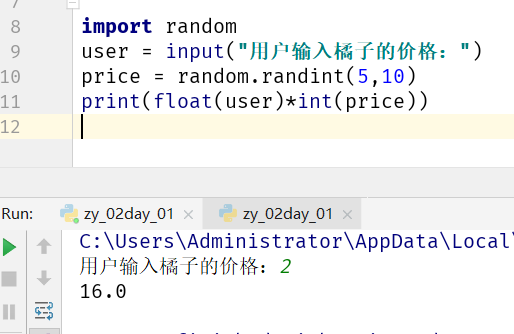 7
8 import random
9 user = input("用户输入橘子的价格：")
10 price = random.randint(5,10)
11 print(float(user)*int(price))
12
Run: zy_02day_01 × zy_02day_01 ×
C:\Users\Administrator\AppData\Local\
用户输入橘子的价格：2
16.0